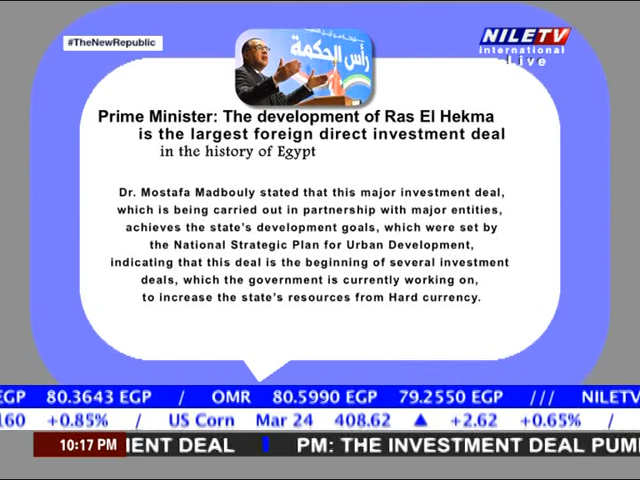 #TheNewRepublic
NILETV
international
Live
رأس الحكمة
Prime Minister: The development of Ras El Hekma
is the largest foreign direct investment deal
in the history of Egypt
Dr. Mostafa Madbouly stated that this major investment deal,
which is being carried out in partnership with major entities,
achieves the state's development goals, which were set by
the National Strategic Plan for Urban Development,
indicating that this deal is the beginning of several investment
deals, which the government is currently working on,
to increase the state's resources from Hard currency.
EGP 80.3643 EGP / OMR 80.5990 EGP 79.2550 EGP /// NILETV
160 +0.85% / US Corn Mar 24 408.62 ▲ +2.62 +0.65% /
10:17 PM MENT DEAL PM: THE INVESTMENT DEAL PUM